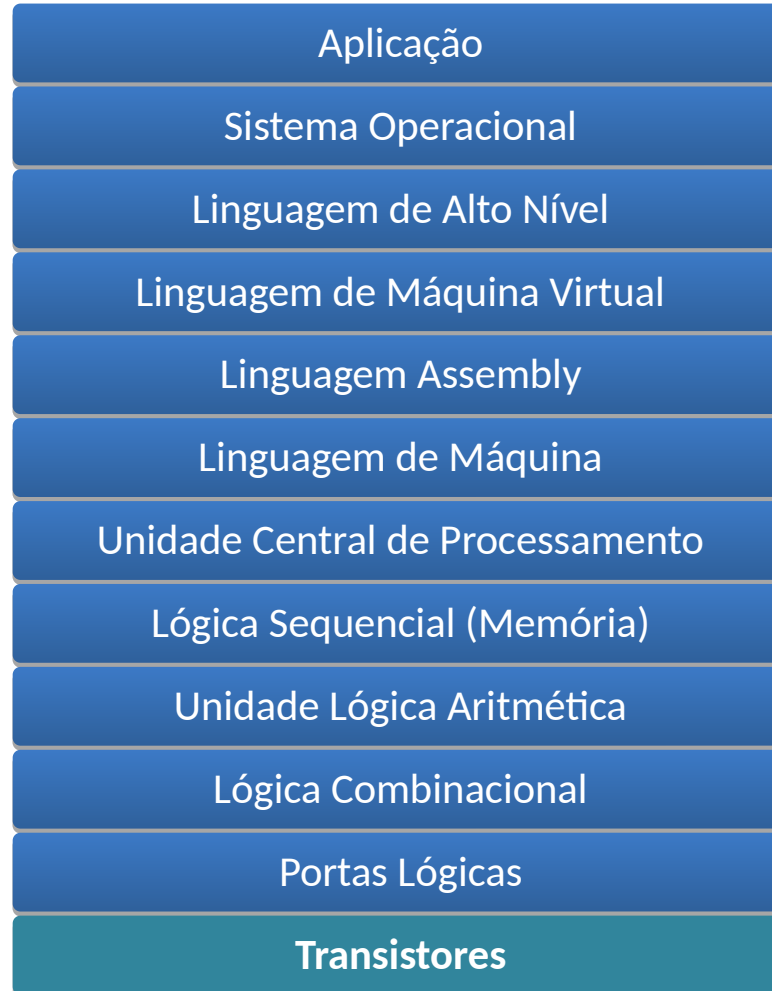 Aplicação
Sistema Operacional
Linguagem de Alto Nível
Linguagem de Máquina Virtual
Linguagem Assembly
Linguagem de Máquina
Unidade Central de Processamento
Lógica Sequencial (Memória)
Unidade Lógica Aritmética
Lógica Combinacional
Portas Lógicas
Transistores